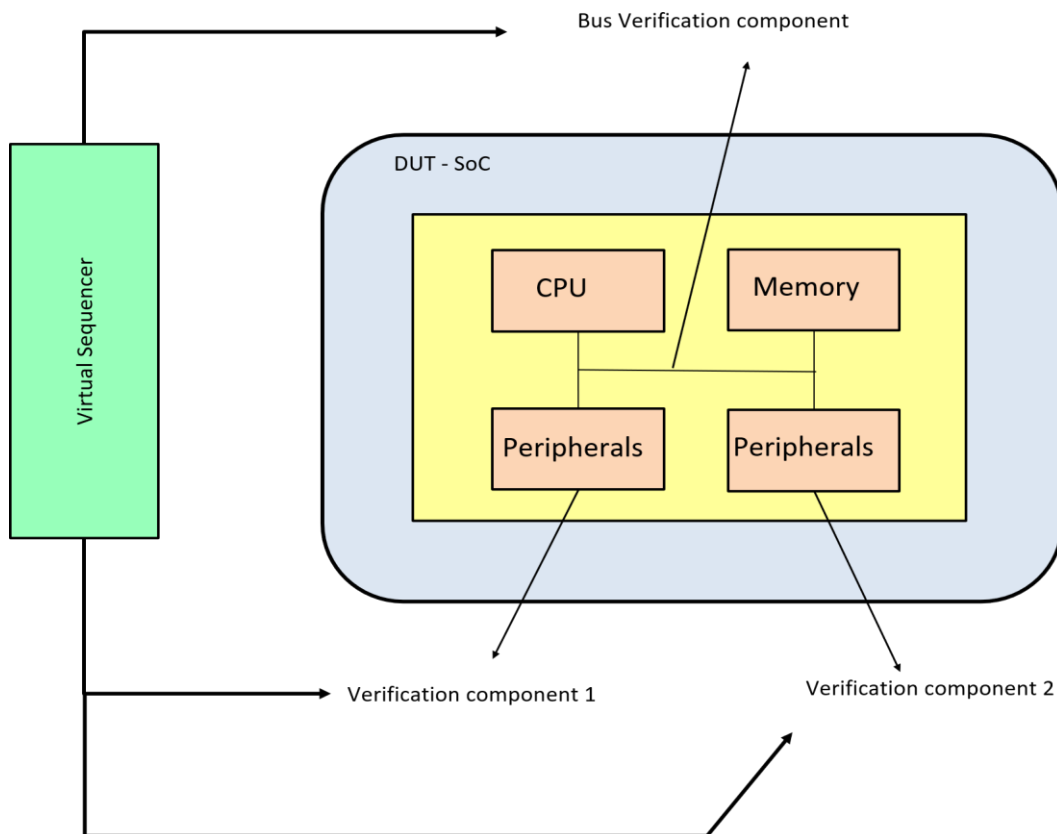 Bus Verification component
DUT - SoC
Virtual Sequencer
CPU
Memory
Peripherals
Peripherals
Verification component 1
Verification component 2